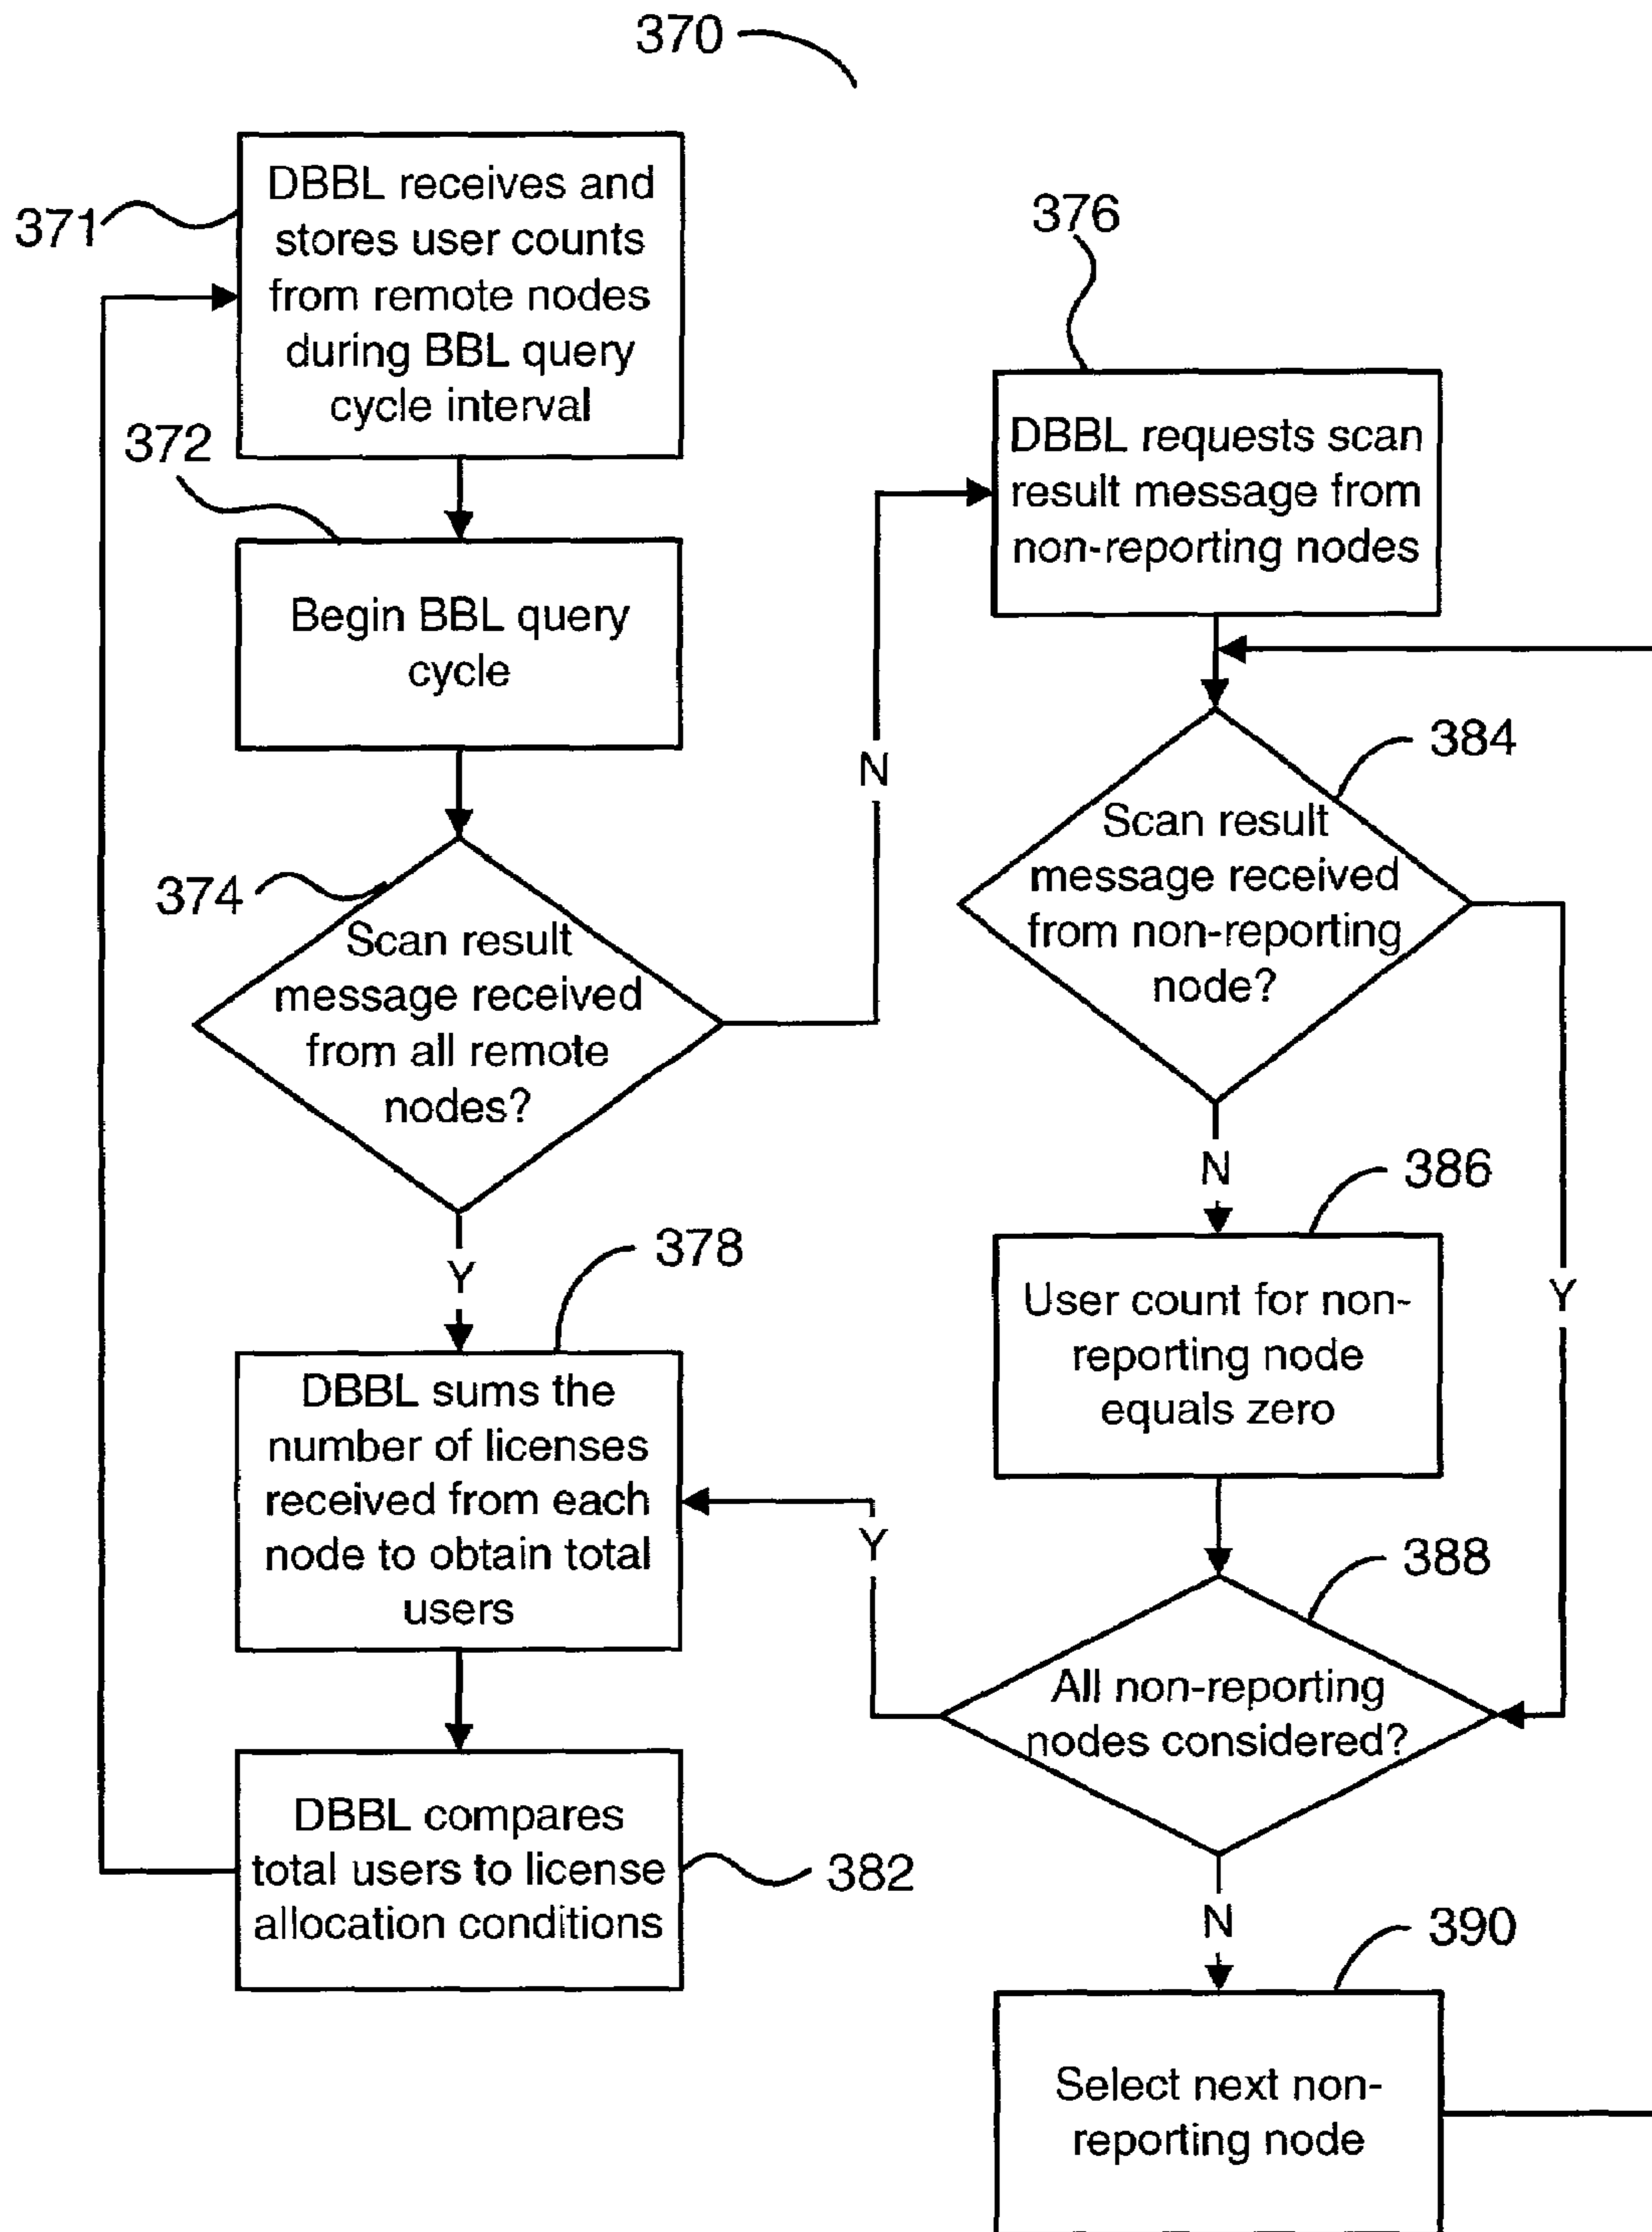 370
371
DBBL receives and
stores user counts
from remote nodes
during BBL query
cycle interval
372
Begin BBL query
cycle
374
Scan result
message received
from all remote
nodes?
N
Y
378
DBBL sums the
number of licenses
received from each
node to obtain total
users
DBBL compares
total users to license
allocation conditions
382
376
DBBL requests scan
result message from
non-reporting nodes
384
Scan result
message received
from non-reporting
node?
N
Y
386
User count for non-
reporting node
equals zero
388
All non-reporting
nodes considered?
Y
N
390
Select next non-
reporting node